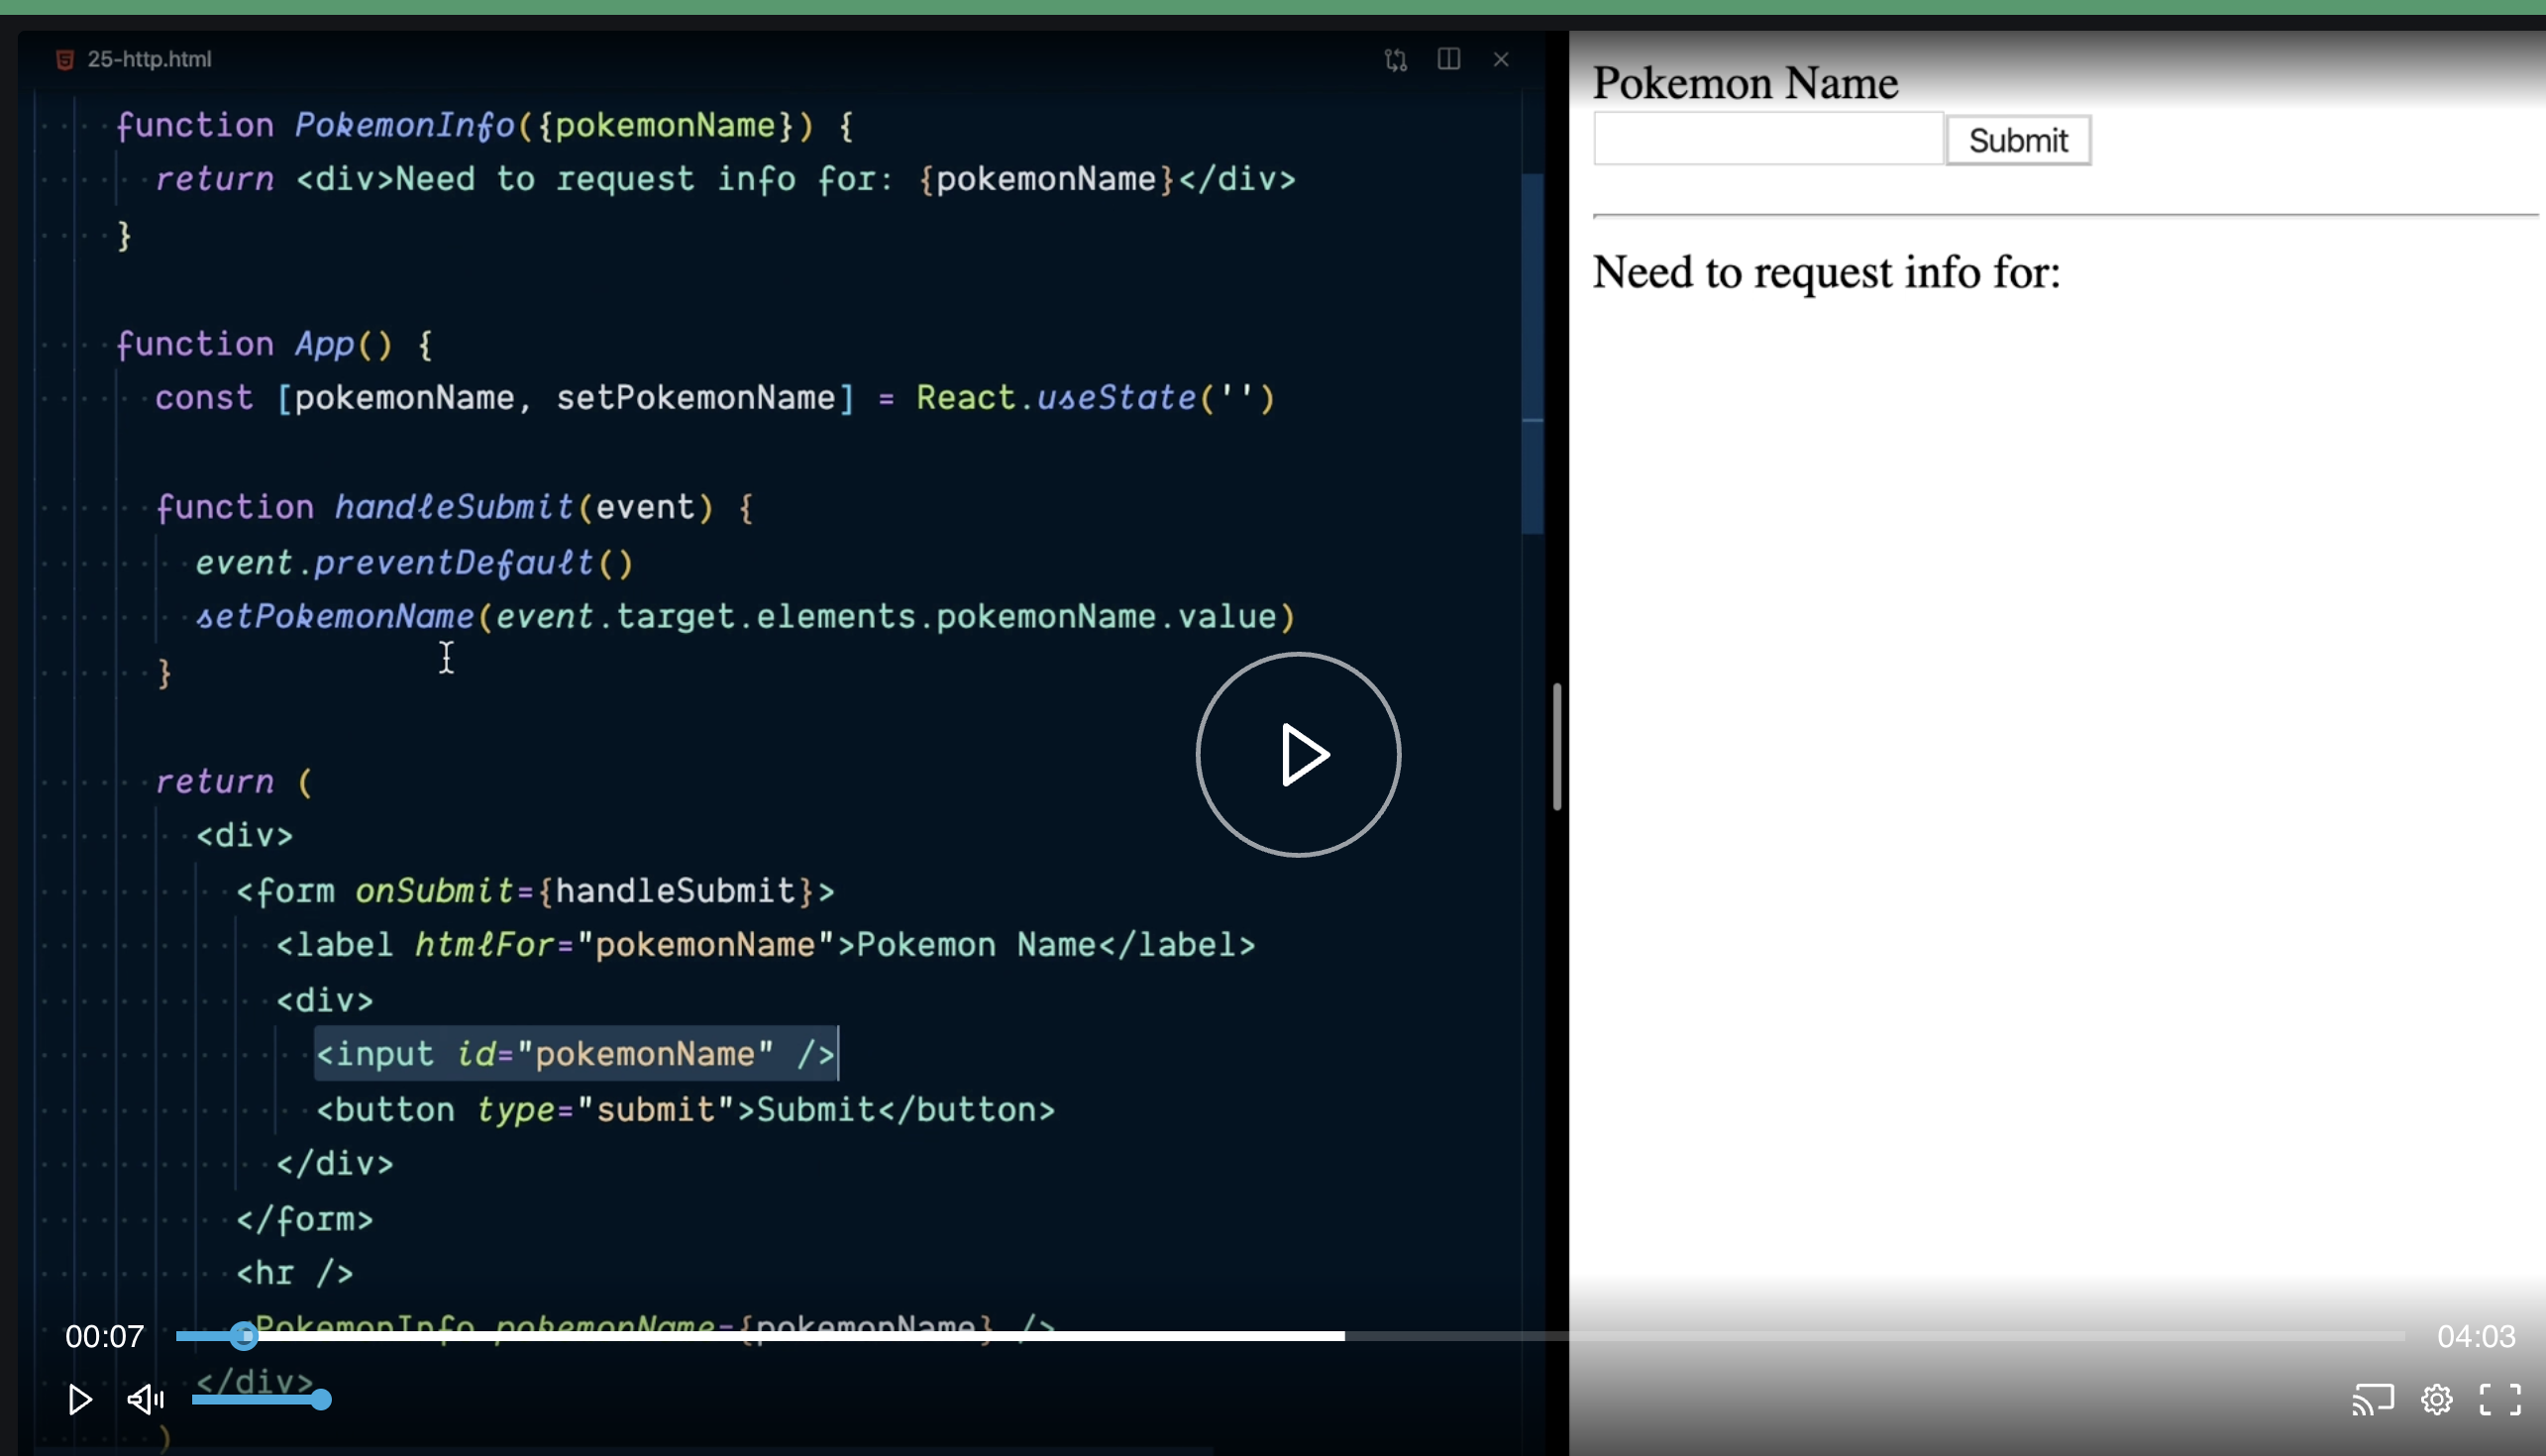 25-http.html
function PokemonInfo({pokemonName}) {
return <div>Need to request info for: {pokemonName}</div>
}
function App() {
const [pokemonName, setPokemonName] = React.useState('')
function handleSubmit(event) {
event.preventDefault()
setPokemonName(event.target.elements.pokemonName.value)
}
return (
<div>
<form onSubmit={handleSubmit}>
<label htmlFor="pokemonName">Pokemon Name</label>
<div>
<input id="pokemonName" />
<button type="submit">Submit</button>
</div>
</form>
<hr />
<PokemonInfo pokemonName={pokemonName} />
</div>
)
Pokemon Name
Submit
Need to request info for:
00:07
04:03